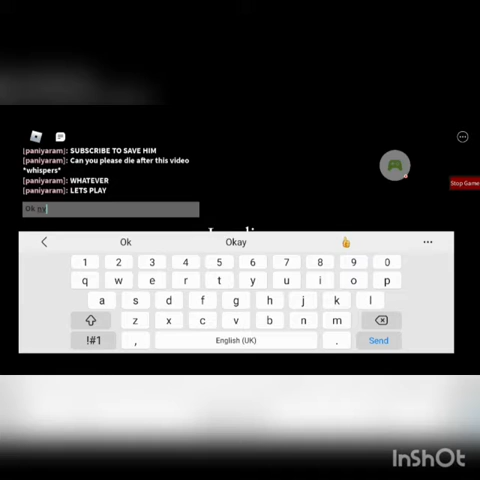 [paniyaram]: SUBSCRIBE TO SAVE HIM
[paniyaram]: Can you please die after this video
*whispers*
[paniyaram]: WHATEVER
[paniyaram]: LETS PLAY
Stop Game
Ok
Ok Okay
1 2 3 4 5 6 7 8 9 0
q w e r t y u i o p
a s d f g h j k l
z x c v b n m
!#1 , English (UK) . Send
InShOt